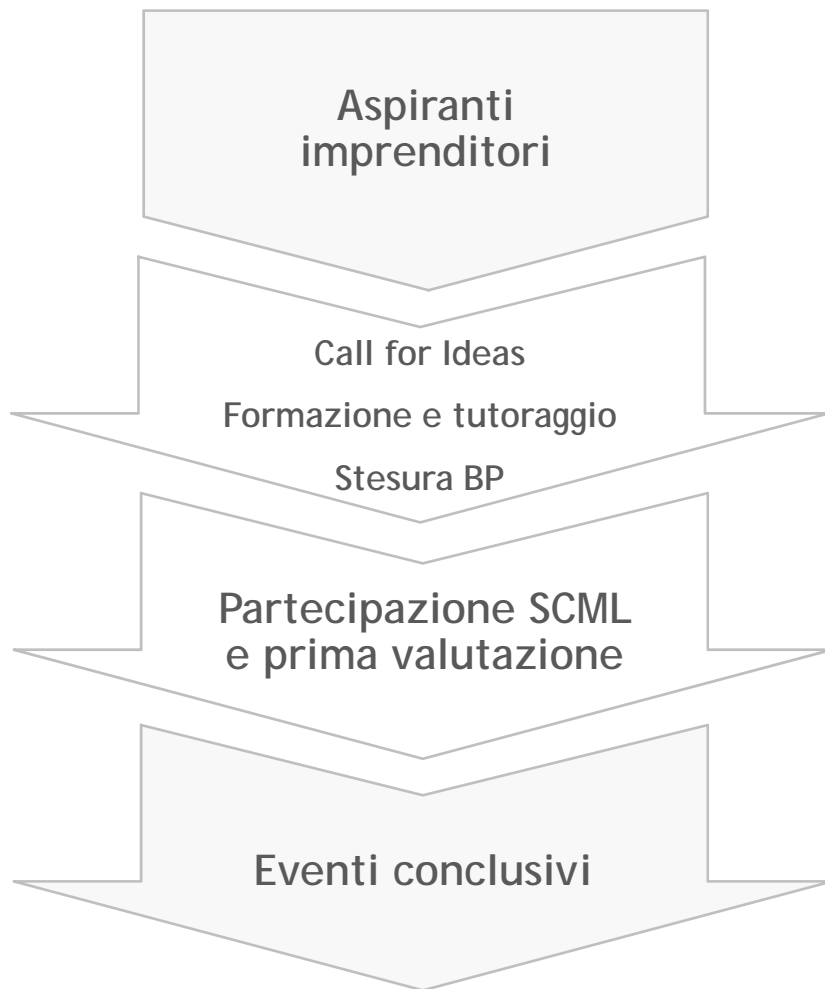 Aspiranti
imprenditori
Call for Ideas
Formazione e tutoraggio
Stesura BP
Partecipazione SCML
e prima valutazione
Eventi conclusivi